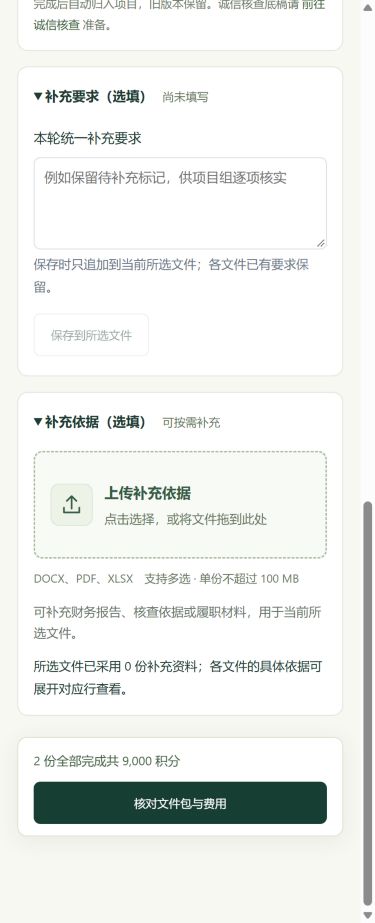 完成后自动归入项目，旧版本保留。诚信核查底稿请 前往
诚信核查 准备。
▼补充要求（选填） 尚未填写
本轮统一补充要求
例如保留待补充标记，供项目组逐项核实
保存时只追加到当前所选文件；各文件已有要求保
留。
保存到所选文件
▼补充依据（选填） 可按需补充
上传补充依据
点击选择，或将文件拖到此处
DOCX、PDF、XLSX 支持多选 · 单份不超过 100 MB
可补充财务报告、核查依据或履职材料，用于当前所
选文件。
所选文件已采用 0 份补充资料；各文件的具体依据可
展开对应行查看。
2 份全部完成共 9,000 积分
核对文件包与费用